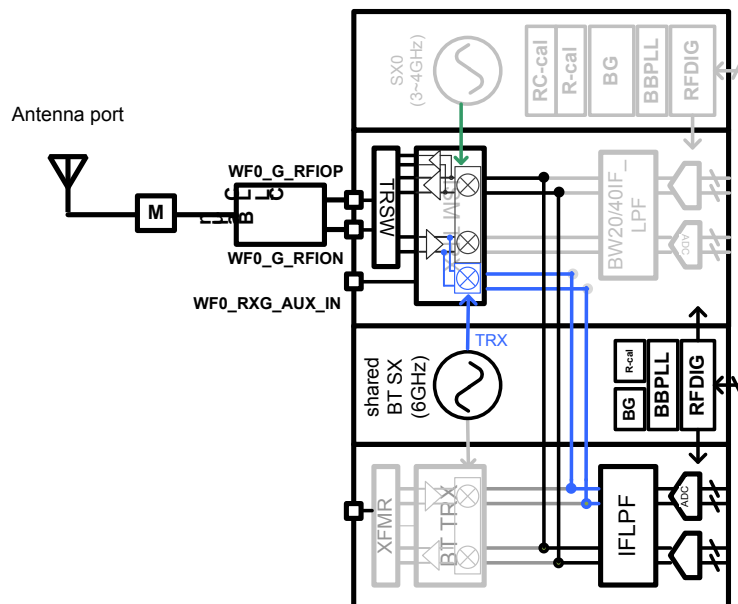 SX0
(3~4GHz)
RC-cal
R-cal
BG
BBPLL
RFDIG
Antenna port
WF0_G_RFIOP
M
TRSW
BW20/40IF_
LPF
ADC
WF0_G_RFION
WF0_RXG_AUX_IN
TRX
shared
BT SX
(6GHz)
R-cal
BG
BBPLL
RFDIG
XFMR
BT TRX
IFLPF
ADC